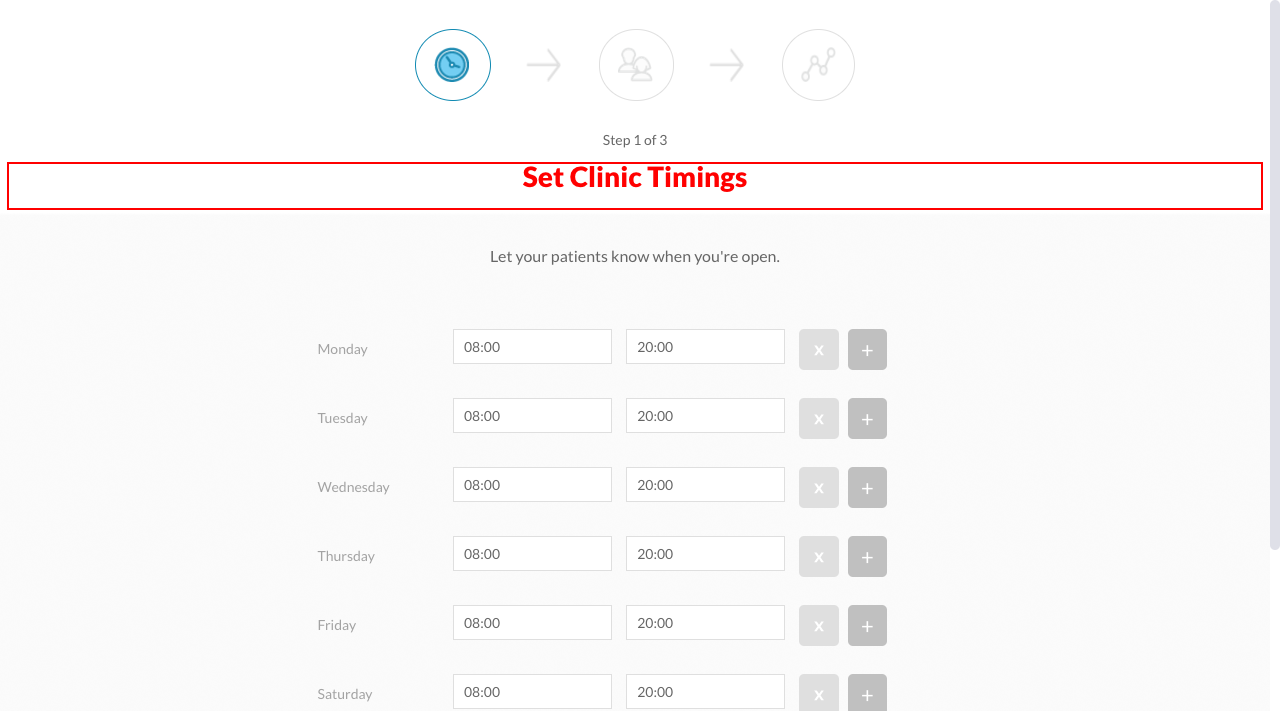 Step 1 of 3
Set Clinic Timings
Let your patients know when you're open.
Monday 08:00 20:00 x +
Tuesday 08:00 20:00 x +
Wednesday 08:00 20:00 x +
Thursday 08:00 20:00 x +
Friday 08:00 20:00 x +
Saturday 08:00 20:00 x +